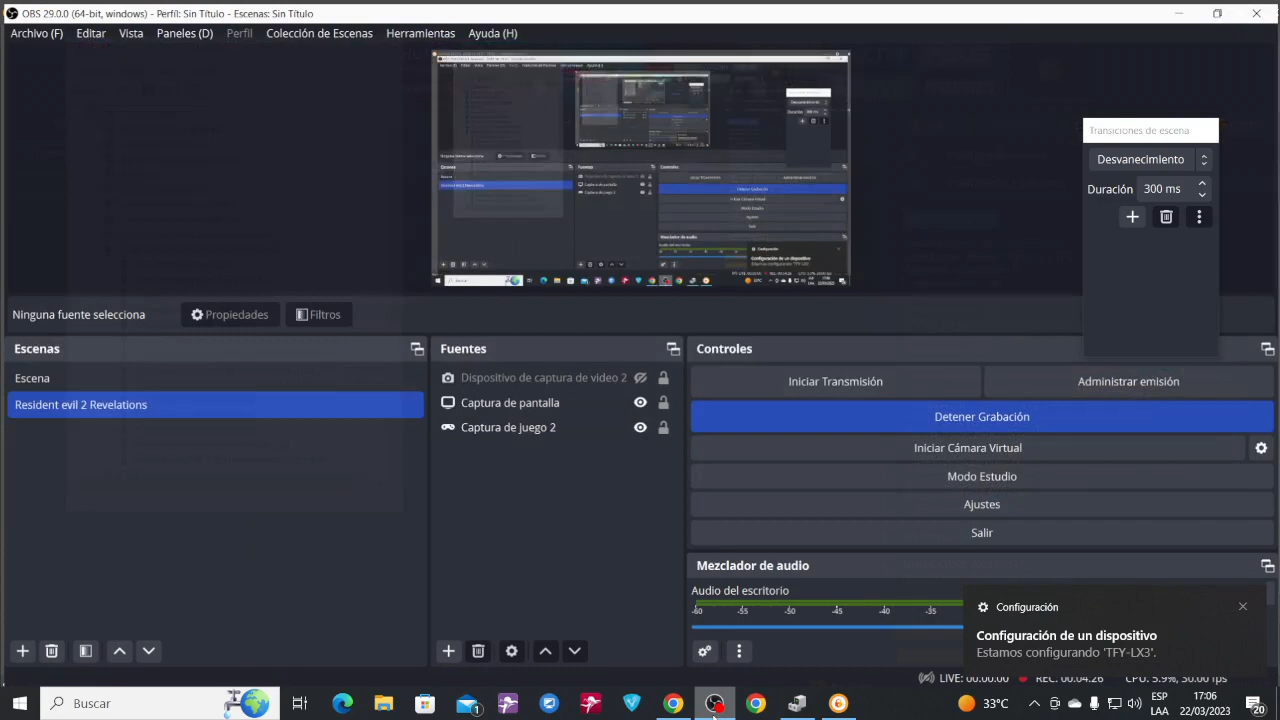 OBS 29.0.0 (64-bit, windows) - Perfil: Sin Título - Escenas: Sin Título
Archivo (F) Editar Vista Paneles (D) Perfil Colección de Escenas Herramientas Ayuda (H)
Transiciones de escena
vanecimiento
Duración 300 ms
Ninguna fuente selecciona Propiedades Filtros
Escenas
Escena
Resident evil 2 Revelations
Fuentes
Dispositivo de captura de video 2
Captura de pantalla
Captura de juego 2
Controles
Iniciar Transmisión Administrar emisión
Detener Grabación
Iniciar Cámara Virtual
Modo Estudio
Ajustes
Salir
Mezclador de audio
Audio del escritorio
-60 -55 -50 -45 -40 -35
Configuración
Configuración de un dispositivo
Estamos configurando 'TFY-LX3'.
LIVE: 00:00:00 REC: 00:04:26 CPU: 5.9%, 30.00 fps
Buscar
1
33°C
ESP
LAA
17:06
22/03/2023
20